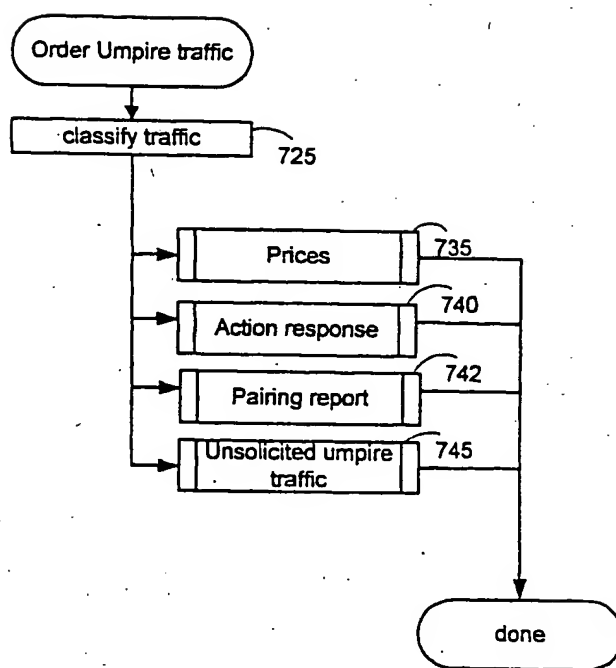 Order Umpire traffic
classify traffic
725
Prices
735
Action response
740
Pairing report
742
Unsolicited umpire
traffic
745
done